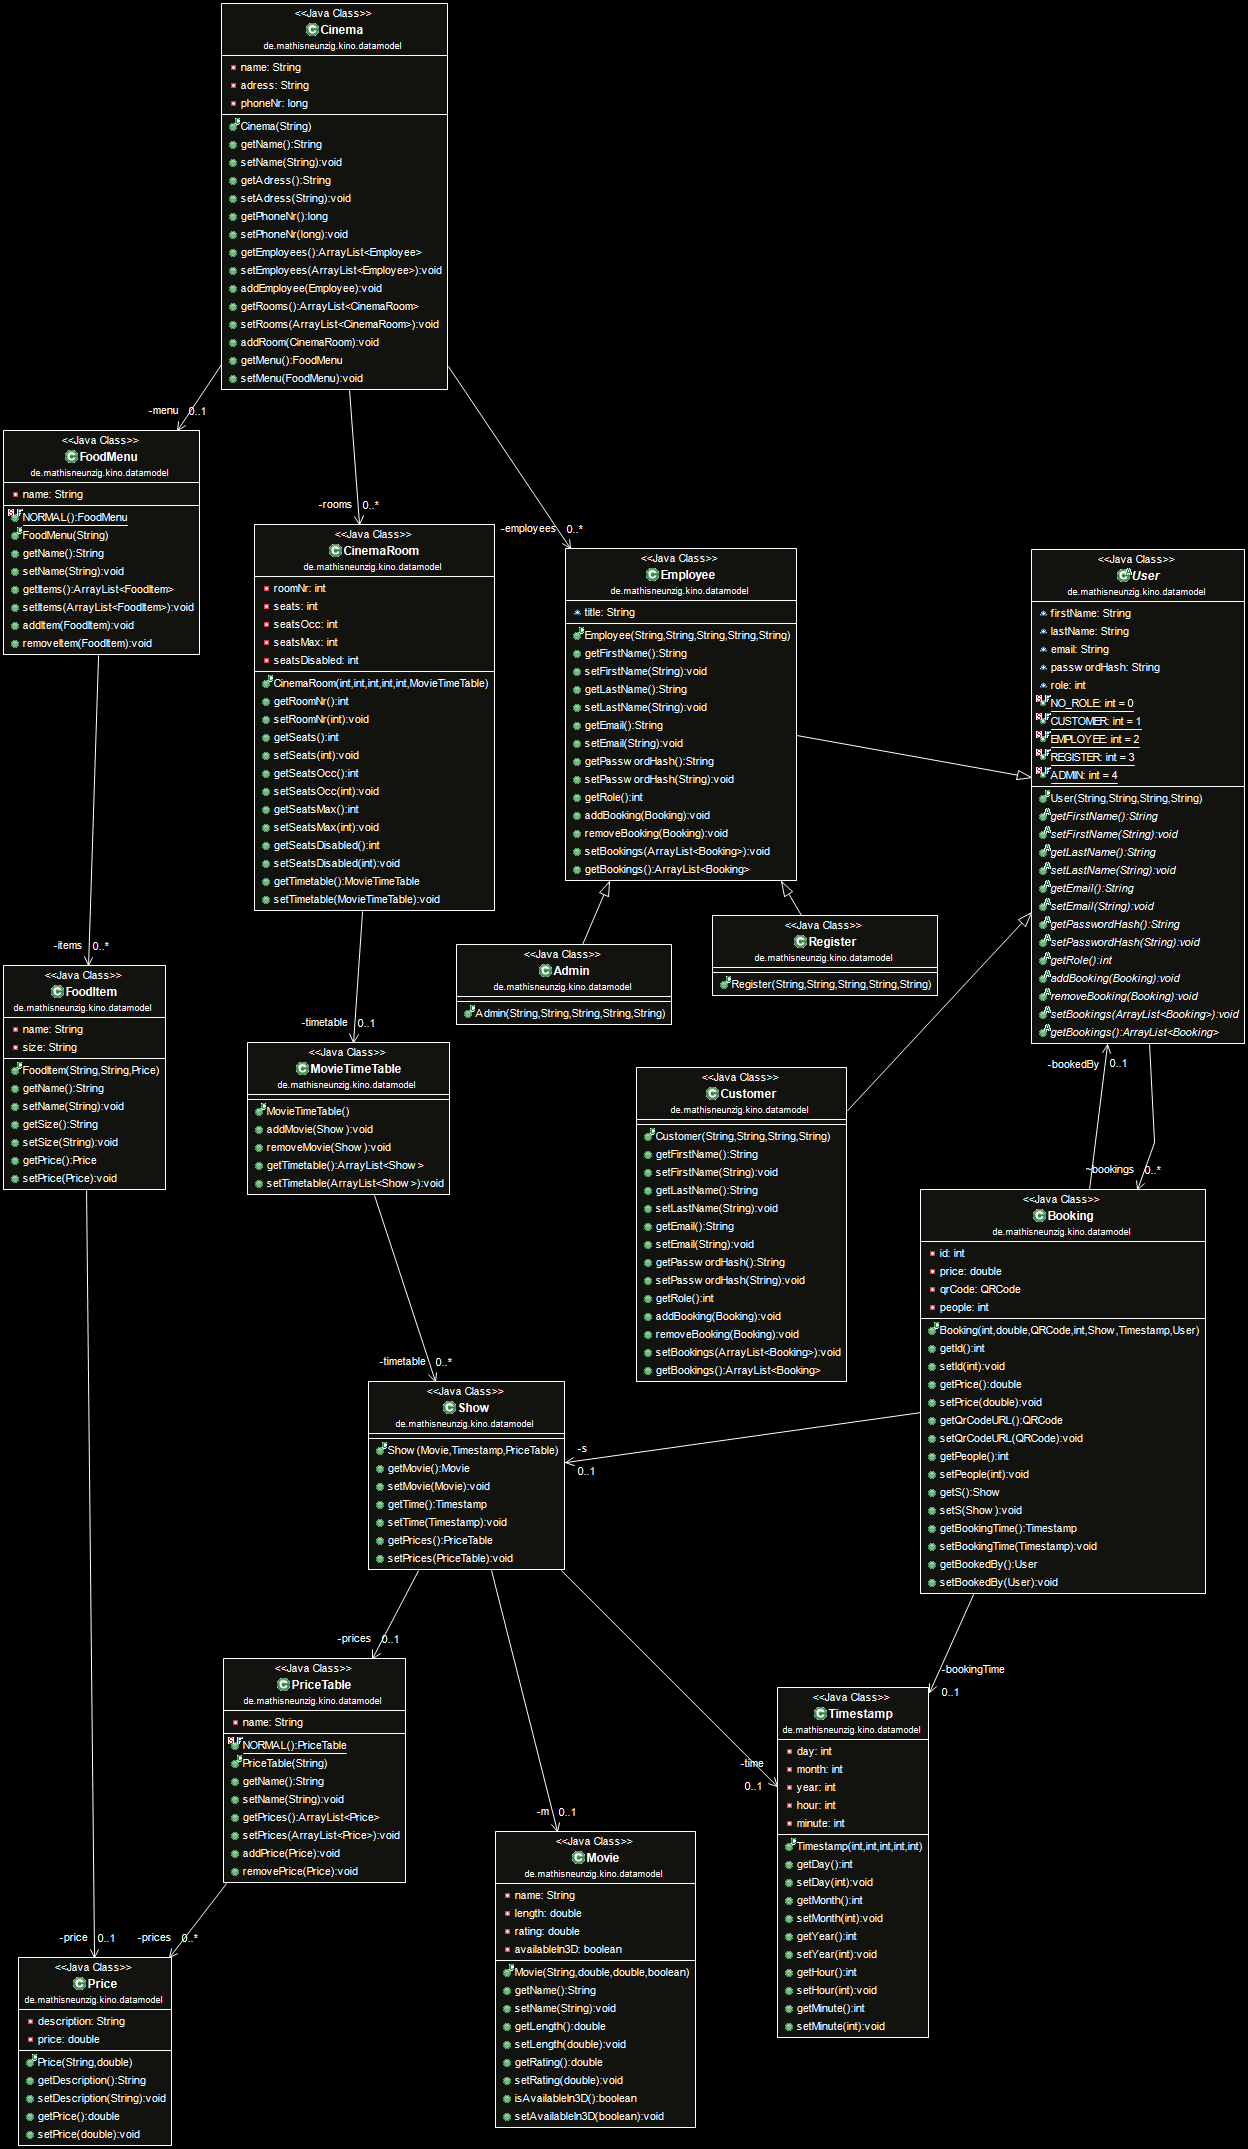 <<Java Class>>
Cinema
de.mathisneunzig.kino.datamodel
name: String
adress: String
phoneNr: long
Cinema(String)
getName():String
setName(String):void
getAdress():String
setAdress(String):void
getPhoneNr():long
setPhoneNr(long):void
getEmployees():ArrayList<Employee>
setEmployees(ArrayList<Employee>):void
addEmployee(Employee):void
getRooms():ArrayList<CinemaRoom>
setRooms(ArrayList<CinemaRoom>):void
addRoom(CinemaRoom):void
getMenu():FoodMenu
setMenu(FoodMenu):void
-menu 0..1
-rooms 0..*
-employees 0..*
<<Java Class>>
FoodMenu
de.mathisneunzig.kino.datamodel
name: String
NORMAL():FoodMenu
FoodMenu(String)
getName():String
setName(String):void
getItems():ArrayList<FoodItem>
setItems(ArrayList<FoodItem>):void
addItem(FoodItem):void
removeItem(FoodItem):void
<<Java Class>>
CinemaRoom
de.mathisneunzig.kino.datamodel
roomNr: int
seats: int
seatsOcc: int
seatsMax: int
seatsDisabled: int
CinemaRoom(int,int,int,int,int,MovieTimeTable)
getRoomNr():int
setRoomNr(int):void
getSeats():int
setSeats(int):void
getSeatsOcc():int
setSeatsOcc(int):void
getSeatsMax():int
setSeatsMax(int):void
getSeatsDisabled():int
setSeatsDisabled(int):void
getTimetable():MovieTimeTable
setTimetable(MovieTimeTable):void
<<Java Class>>
Employee
de.mathisneunzig.kino.datamodel
title: String
Employee(String,String,String,String,String)
getFirstName():String
setFirstName(String):void
getLastName():String
setLastName(String):void
getEmail():String
setEmail(String):void
getPasswordHash():String
setPasswordHash(String):void
getRole():int
addBooking(Booking):void
removeBooking(Booking):void
setBookings(ArrayList<Booking>):void
getBookings():ArrayList<Booking>
<<Java Class>>
User
de.mathisneunzig.kino.datamodel
firstName: String
lastName: String
email: String
passwordHash: String
role: int
NO_ROLE: int = 0
CUSTOMER: int = 1
EMPLOYEE: int = 2
REGISTER: int = 3
ADMIN: int = 4
User(String,String,String,String)
getFirstName():String
setFirstName(String):void
getLastName():String
setLastName(String):void
getEmail():String
setEmail(String):void
getPasswordHash():String
setPasswordHash(String):void
getRole():int
addBooking(Booking):void
removeBooking(Booking):void
setBookings(ArrayList<Booking>):void
getBookings():ArrayList<Booking>
<<Java Class>>
Admin
de.mathisneunzig.kino.datamodel
Admin(String,String,String,String,String)
<<Java Class>>
Register
de.mathisneunzig.kino.datamodel
Register(String,String,String,String,String)
-items 0..*
-timetable 0..1
-bookedBy 0..1
<<Java Class>>
FoodItem
de.mathisneunzig.kino.datamodel
name: String
size: String
FoodItem(String,String,Price)
getName():String
setName(String):void
getSize():String
setSize(String):void
getPrice():Price
setPrice(Price):void
<<Java Class>>
MovieTimeTable
de.mathisneunzig.kino.datamodel
MovieTimeTable()
addMovie(Show):void
removeMovie(Show):void
getTimetable():ArrayList<Show>
setTimetable(ArrayList<Show>):void
<<Java Class>>
Customer
de.mathisneunzig.kino.datamodel
Customer(String,String,String,String)
getFirstName():String
setFirstName(String):void
getLastName():String
setLastName(String):void
getEmail():String
setEmail(String):void
getPasswordHash():String
setPasswordHash(String):void
getRole():int
addBooking(Booking):void
removeBooking(Booking):void
setBookings(ArrayList<Booking>):void
getBookings():ArrayList<Booking>
~bookings 0..*
<<Java Class>>
Booking
de.mathisneunzig.kino.datamodel
id: int
price: double
qrCode: QRCode
people: int
Booking(int,double,QRCode,int,Show,Timestamp,User)
getId():int
setId(int):void
getPrice():double
setPrice(double):void
getQrCodeURL():QRCode
setQrCodeURL(QRCode):void
getPeople():int
setPeople(int):void
getS():Show
setS(Show):void
getBookingTime():Timestamp
setBookingTime(Timestamp):void
getBookedBy():User
setBookedBy(User):void
-timetable 0..*
<<Java Class>>
Show
de.mathisneunzig.kino.datamodel
Show(Movie,Timestamp,PriceTable)
getMovie():Movie
setMovie(Movie):void
getTime():Timestamp
setTime(Timestamp):void
getPrices():PriceTable
setPrices(PriceTable):void
-s
0..1
-prices 0..1
-m 0..1
-time
0..1
-bookingTime
0..1
<<Java Class>>
PriceTable
de.mathisneunzig.kino.datamodel
name: String
NORMAL():PriceTable
PriceTable(String)
getName():String
setName(String):void
getPrices():ArrayList<Price>
setPrices(ArrayList<Price>):void
addPrice(Price):void
removePrice(Price):void
<<Java Class>>
Timestamp
de.mathisneunzig.kino.datamodel
day: int
month: int
year: int
hour: int
minute: int
Timestamp(int,int,int,int,int)
getDay():int
setDay(int):void
getMonth():int
setMonth(int):void
getYear():int
setYear(int):void
getHour():int
setHour(int):void
getMinute():int
setMinute(int):void
<<Java Class>>
Movie
de.mathisneunzig.kino.datamodel
name: String
length: double
rating: double
availableIn3D: boolean
Movie(String,double,double,boolean)
getName():String
setName(String):void
getLength():double
setLength(double):void
getRating():double
setRating(double):void
isAvailableIn3D():boolean
setAvailableIn3D(boolean):void
-price 0..1
-prices 0..*
<<Java Class>>
Price
de.mathisneunzig.kino.datamodel
description: String
price: double
Price(String,double)
getDescription():String
setDescription(String):void
getPrice():double
setPrice(double):void